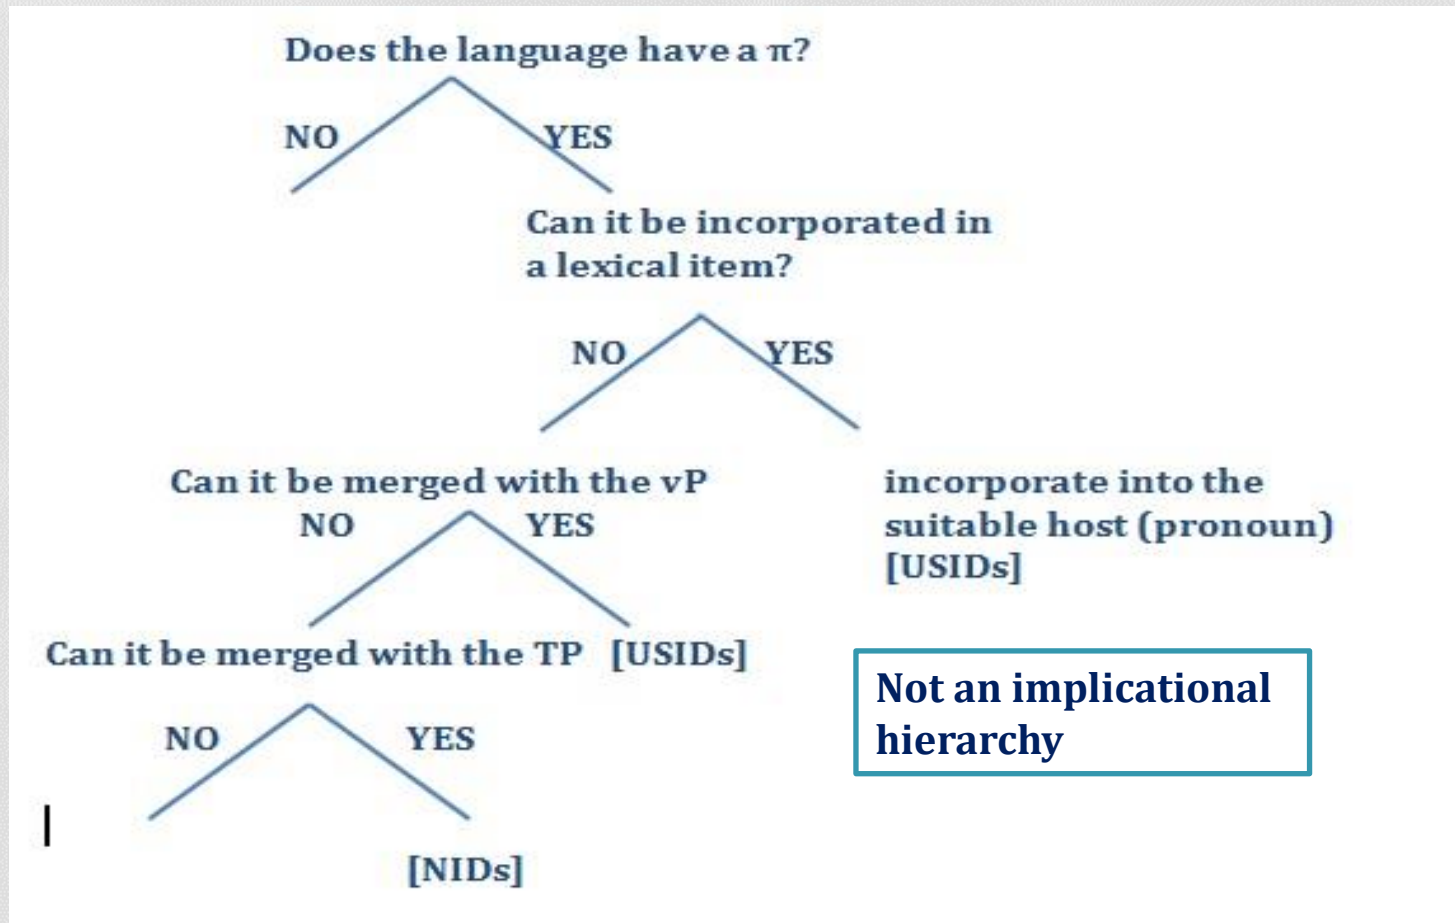 Does the language have a π?
NO
YES
Can it be incorporated in
a lexical item?
NO
YES
Can it be merged with the vP
NO
YES
incorporate into the
suitable host (pronoun)
[USIDs]
Can it be merged with the TP
[USIDs]
Not an implicational
hierarchy
NO
YES
[NIDs]